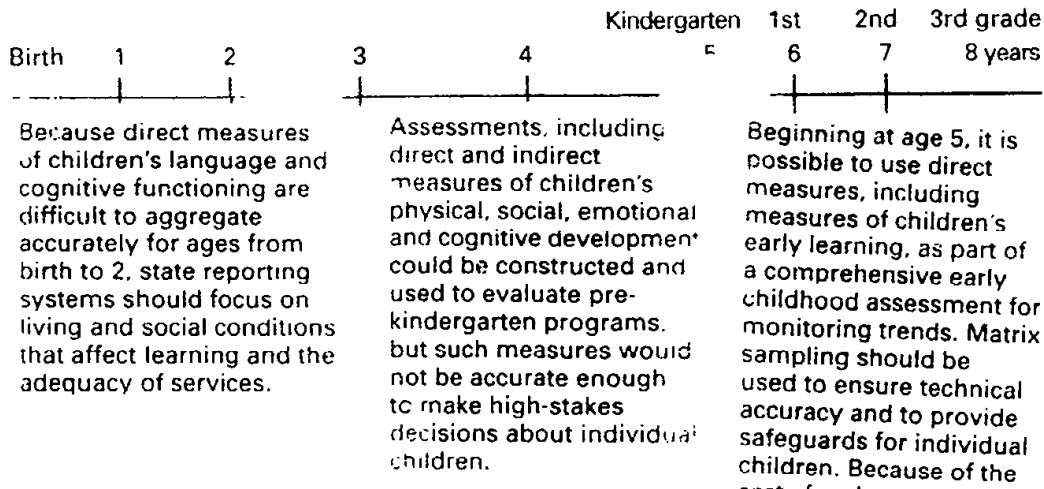 Kindergarten 1st 2nd 3rd grade
Birth 1 2 3 4 5 6 7 8 years
Because direct measures
of children's language and
cognitive functioning are
difficult to aggregate
accurately for ages from
birth to 2, state reporting
systems should focus on
living and social conditions
that affect learning and the
adequacy of services.
Assessments, including
direct and indirect
measures of children's
physical, social, emotional
and cognitive development
could be constructed and
used to evaluate pre-
kindergarten programs.
but such measures would
not be accurate enough
to make high-stakes
decisions about individual
children.
Beginning at age 5, it is
possible to use direct
measures, including
measures of children's
early learning, as part of
a comprehensive early
childhood assessment for
monitoring trends. Matrix
sampling should be
used to ensure technical
accuracy and to provide
safeguards for individual
children. Because of the